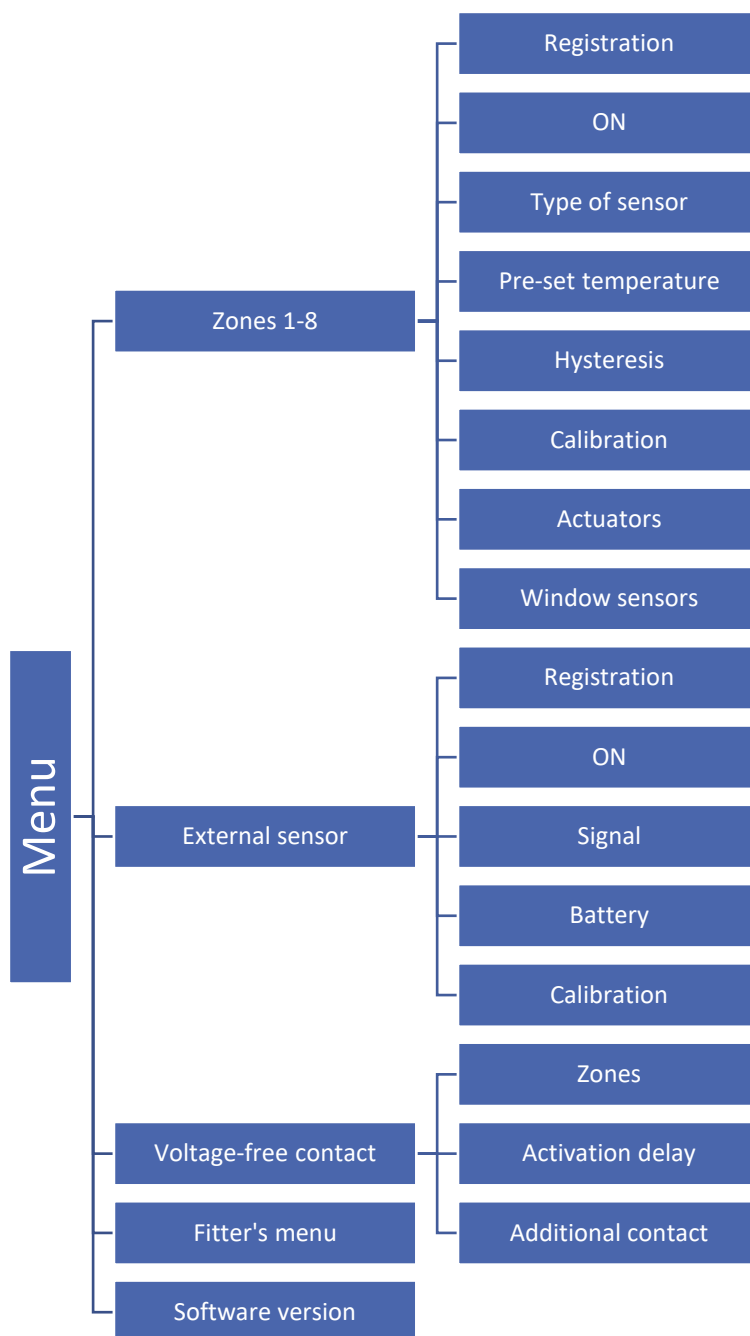 Menu
Zones 1-8
Registration
ON
Type of sensor
Pre-set temperature
Hysteresis
Calibration
Actuators
Window sensors
External sensor
Registration
ON
Signal
Battery
Calibration
Voltage-free contact
Zones
Activation delay
Additional contact
Fitter's menu
Software version